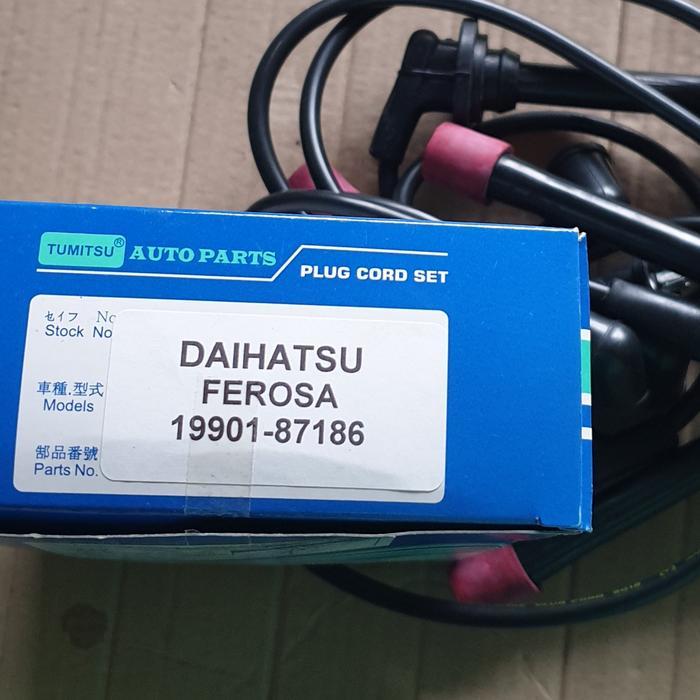 TUMITSU® AUTO PARTS
PLUG CORD SET
セイフ No
Stock No
DAIHATSU
車種.型式
Models
FEROSA
19901-87186
部品番號
Parts No.